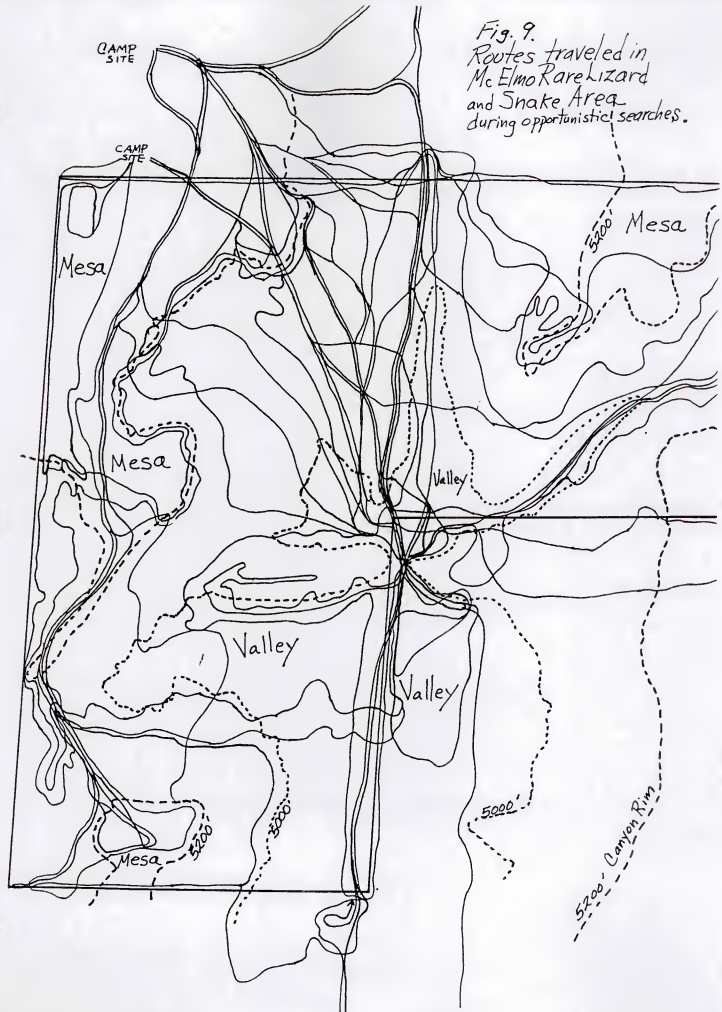 Fig. 9.
Routes traveled in
McElmo Rare Lizard
and Snake Area
during opportunistic searches.
CAMP
SITE
CAMP
SITE
5200'
Mesa
Mesa
Mesa
Valley
Valley
Valley
5000'
5200'
5000'
Mesa
5200' Canyon Rim